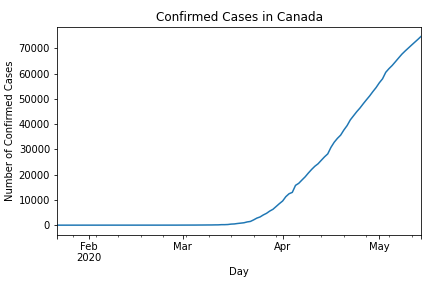 Confirmed Cases in Canada
70000
60000
50000
40000
30000
20000
10000
0
Number of Confirmed Cases
Feb
2020
Mar
Apr
May
Day